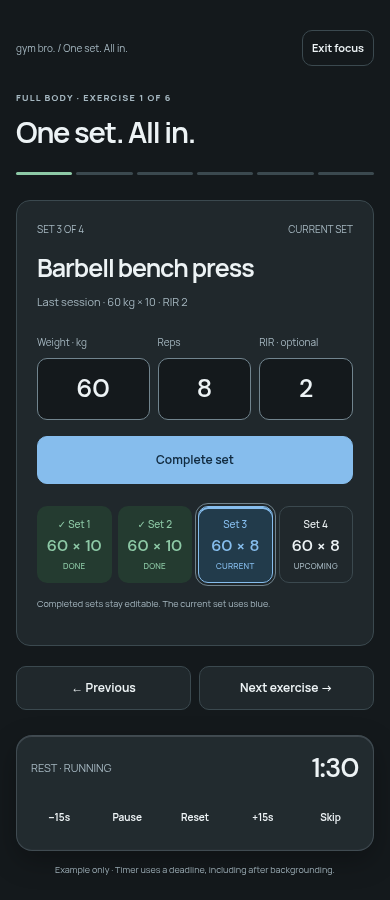 gym bro. / One set. All in.
Exit focus
FULL BODY · EXERCISE 1 OF 6
One set. All in.
SET 3 OF 4
CURRENT SET
Barbell bench press
Last session · 60 kg × 10 · RIR 2
Weight · kg
Reps
RIR · optional
60
8
2
Complete set
✓ Set 1
60 × 10
DONE
✓ Set 2
60 × 10
DONE
Set 3
60 × 8
CURRENT
Set 4
60 × 8
UPCOMING
Completed sets stay editable. The current set uses blue.
← Previous
Next exercise →
REST · RUNNING
1:30
−15s
Pause
Reset
+15s
Skip
Example only · Timer uses a deadline, including after backgrounding.